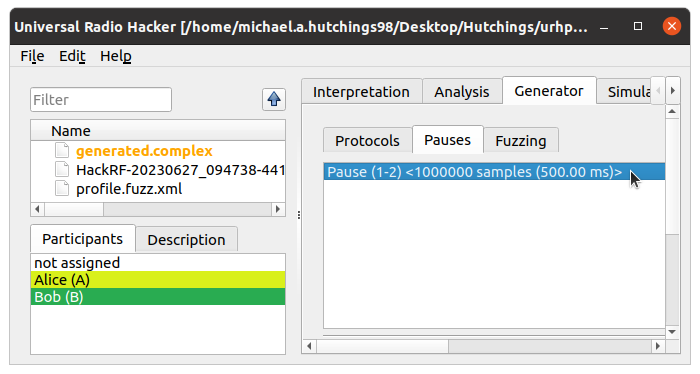 Universal Radio Hacker [/home/michael.a.hutchings98/Desktop/Hutchings/urhp...
File Edit Help
Filter
Name
generated.complex
HackRF-20230627_094738-441
profile.fuzz.xml
Participants Description
not assigned
Alice (A)
Bob (B)
Interpretation Analysis Generator Simula
Protocols Pauses Fuzzing
Pause (1-2) <1000000 samples (500.00 ms)>